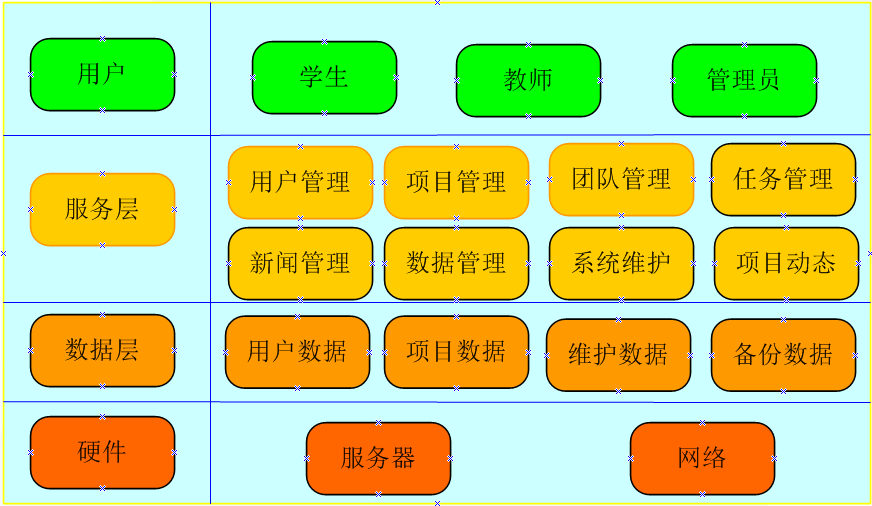 用户
学生
教师
管理员
服务层
用户管理
项目管理
团队管理
任务管理
新闻管理
数据管理
系统维护
项目动态
数据层
用户数据
项目数据
维护数据
备份数据
硬件
服务器
网络